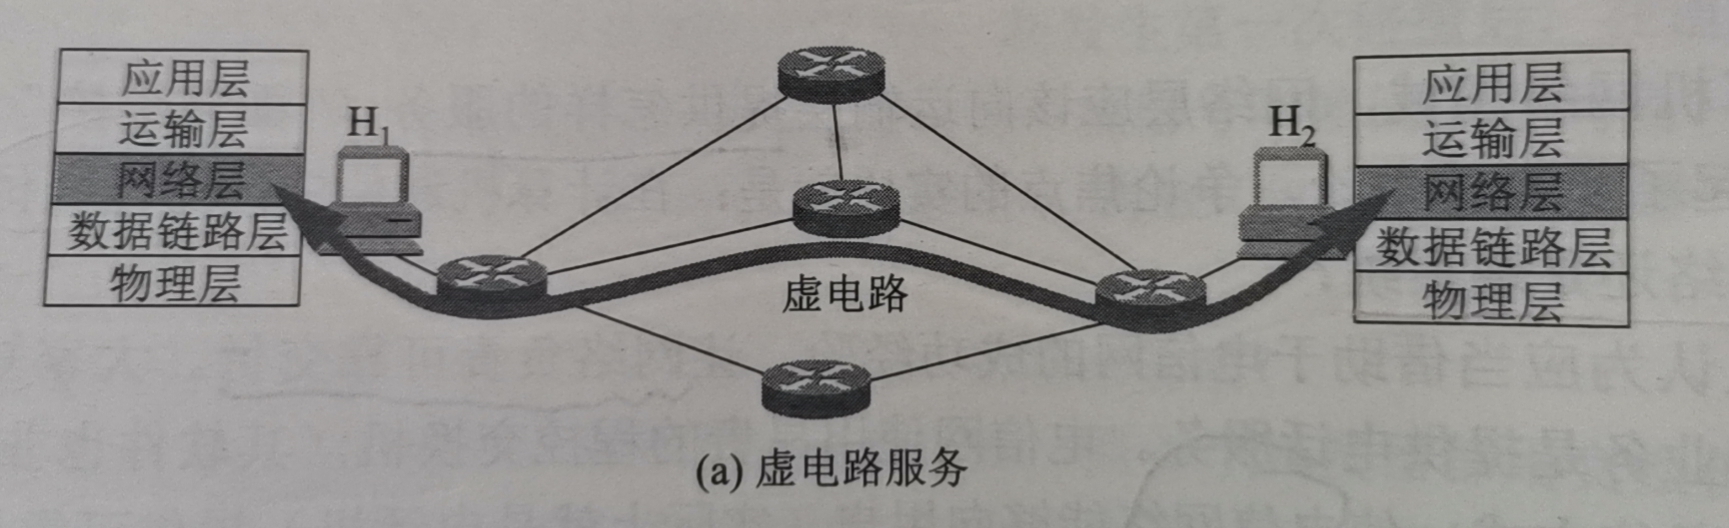 应用层
运输层
网络层
数据链路层
物理层
H₁
虚电路
H₂
应用层
运输层
网络层
数据链路层
物理层
(a) 虚电路服务